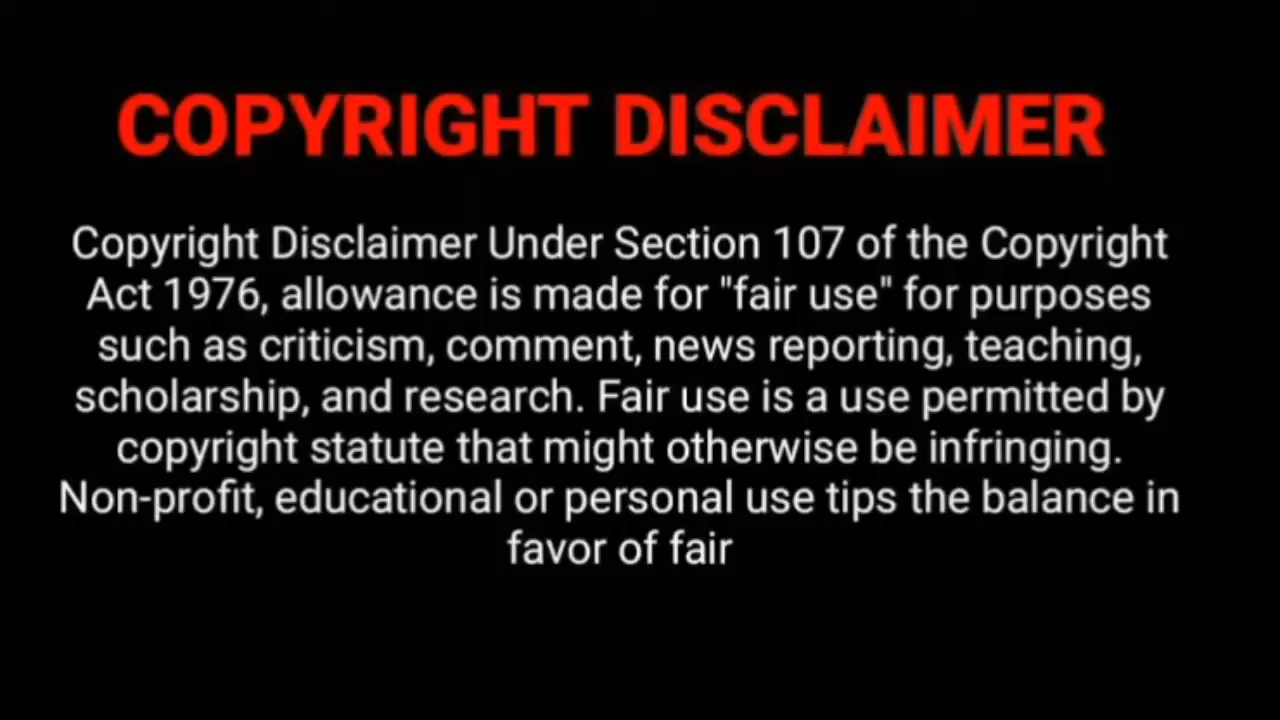 COPYRIGHT DISCLAIMER
Copyright Disclaimer Under Section 107 of the Copyright
Act 1976, allowance is made for "fair use" for purposes
such as criticism, comment, news reporting, teaching,
scholarship, and research. Fair use is a use permitted by
copyright statute that might otherwise be infringing.
Non-profit, educational or personal use tips the balance in
favor of fair